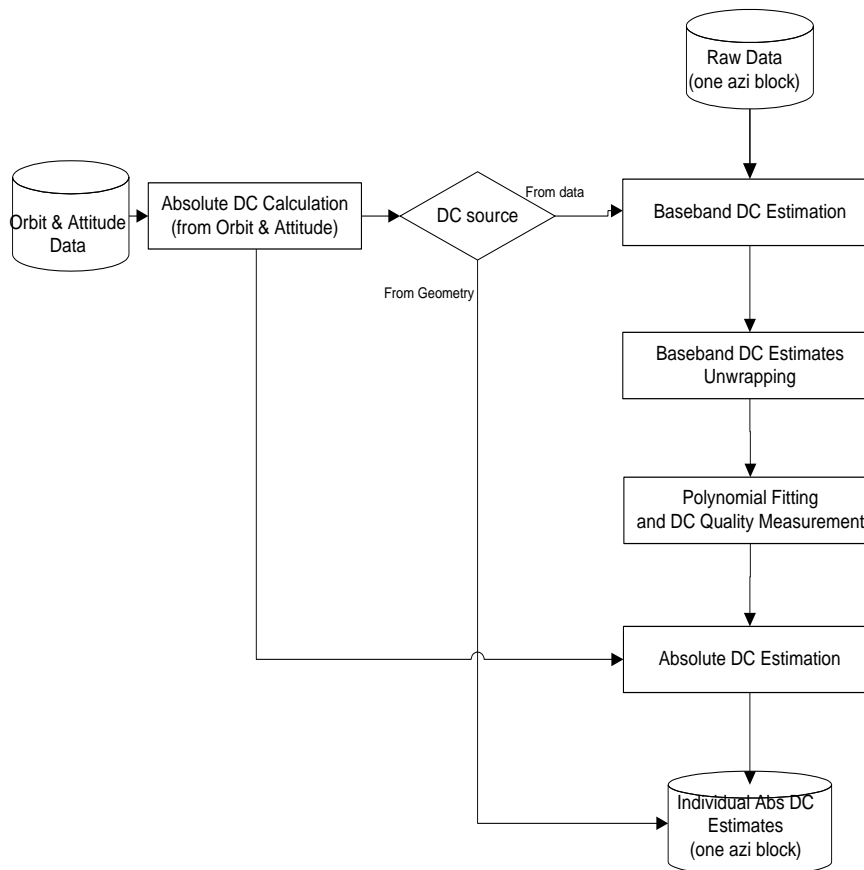 Raw Data
(one azi block)
Orbit & Attitude
Data
Absolute DC Calculation
(from Orbit & Attitude)
DC source
From data
Baseband DC Estimation
From Geometry
Baseband DC Estimates
Unwrapping
Polynomial Fitting
and DC Quality Measurement
Absolute DC Estimation
Individual Abs DC
Estimates
(one azi block)